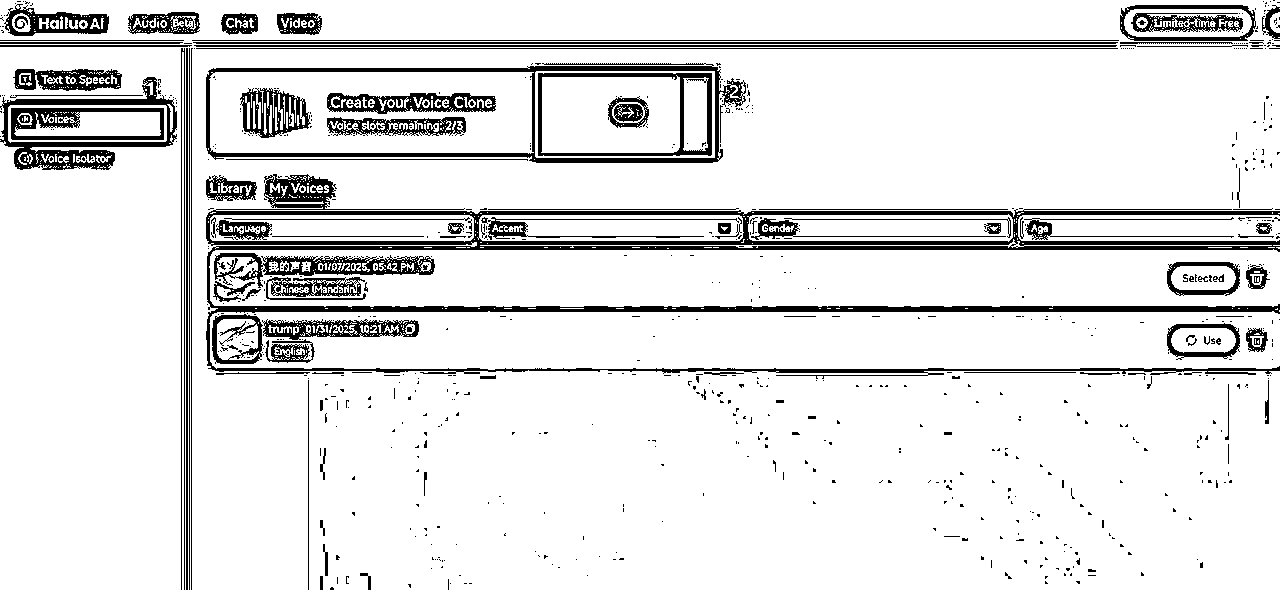 Hailuo AI
Audio Beta
Chat
Video
Limited-time Free
Text to Speech
1
Voices
Voice Isolator
Create your Voice Clone
Voice slots remaining: 2/3
2
Library
My Voices
Language
Accent
Gender
Age
我的声音 01/07/2025, 05:42 PM
Chinese (Mandarin)
Selected
trump 01/31/2025, 10:21 AM
English
Use